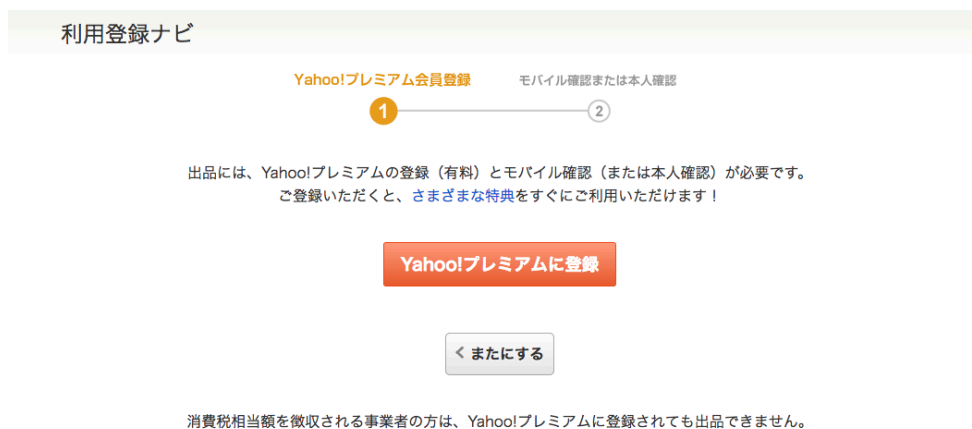 利用登録ナビ
Yahoo!プレミアム会員登録
モバイル確認または本人確認
1
2
出品には、Yahoo!プレミアムの登録（有料）とモバイル確認（または本人確認）が必要です。
ご登録いただくと、さまざまな特典をすぐにご利用いただけます！
Yahoo!プレミアムに登録
< またにする
消費税相当額を徴収される事業者の方は、Yahoo!プレミアムに登録されても出品できません。